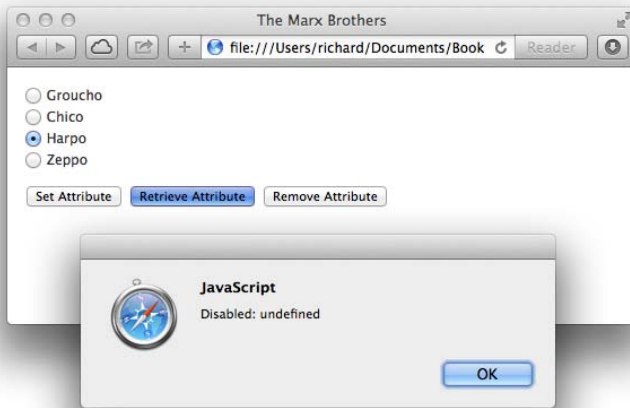 The Marx Brothers
file:///Users/richard/Documents/Book
Reader
Groucho
Chico
Harpo
Zeppo
Set Attribute Retrieve Attribute Remove Attribute
JavaScript
Disabled: undefined
OK